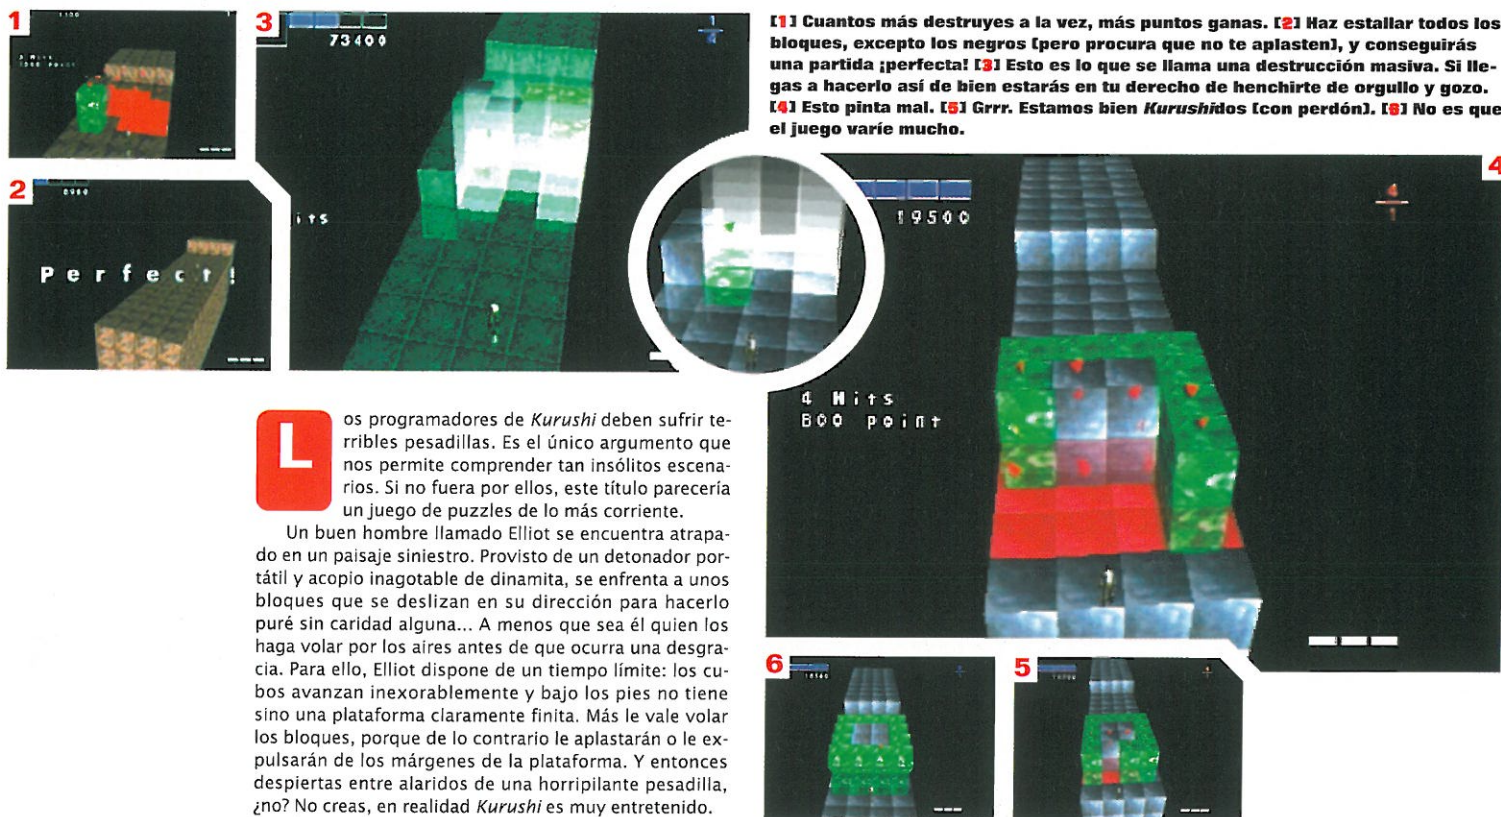 1
3
2
4
6
5
1100
73400
[1] Cuantos más destruyes a la vez, más puntos ganas. [2] Haz estallar todos los
bloques, excepto los negros [pero procura que no te aplasten], y conseguirás
una partida ¡perfecta! [3] Esto es lo que se llama una destrucción masiva. Si lle-
gas a hacerlo así de bien estarás en tu derecho de henchirte de orgullo y gozo.
[4] Esto pinta mal. [5] Grrr. Estamos bien Kurushidos [con perdón]. [6] No es que
el juego varíe mucho.
Perfect!
its
19500
4
1
4 Hits
800 point
Los programadores de Kurushi deben sufrir te-
rribles pesadillas. Es el único argumento que
nos permite comprender tan insólitos escena-
rios. Si no fuera por ellos, este título parecería
un juego de puzzles de lo más corriente.
Un buen hombre llamado Elliot se encuentra atrapa-
do en un paisaje siniestro. Provisto de un detonador por-
tátil y acopio inagotable de dinamita, se enfrenta a unos
bloques que se deslizan en su dirección para hacerlo
puré sin caridad alguna... A menos que sea él quien los
haga volar por los aires antes de que ocurra una desgra-
cia. Para ello, Elliot dispone de un tiempo límite: los cu-
bos avanzan inexorablemente y bajo los pies no tiene
sino una plataforma claramente finita. Más le vale volar
los bloques, porque de lo contrario le aplastarán o le ex-
pulsarán de los márgenes de la plataforma. Y entonces
despiertas entre alaridos de una horripilante pesadilla,
¿no? No creas, en realidad Kurushi es muy entretenido.